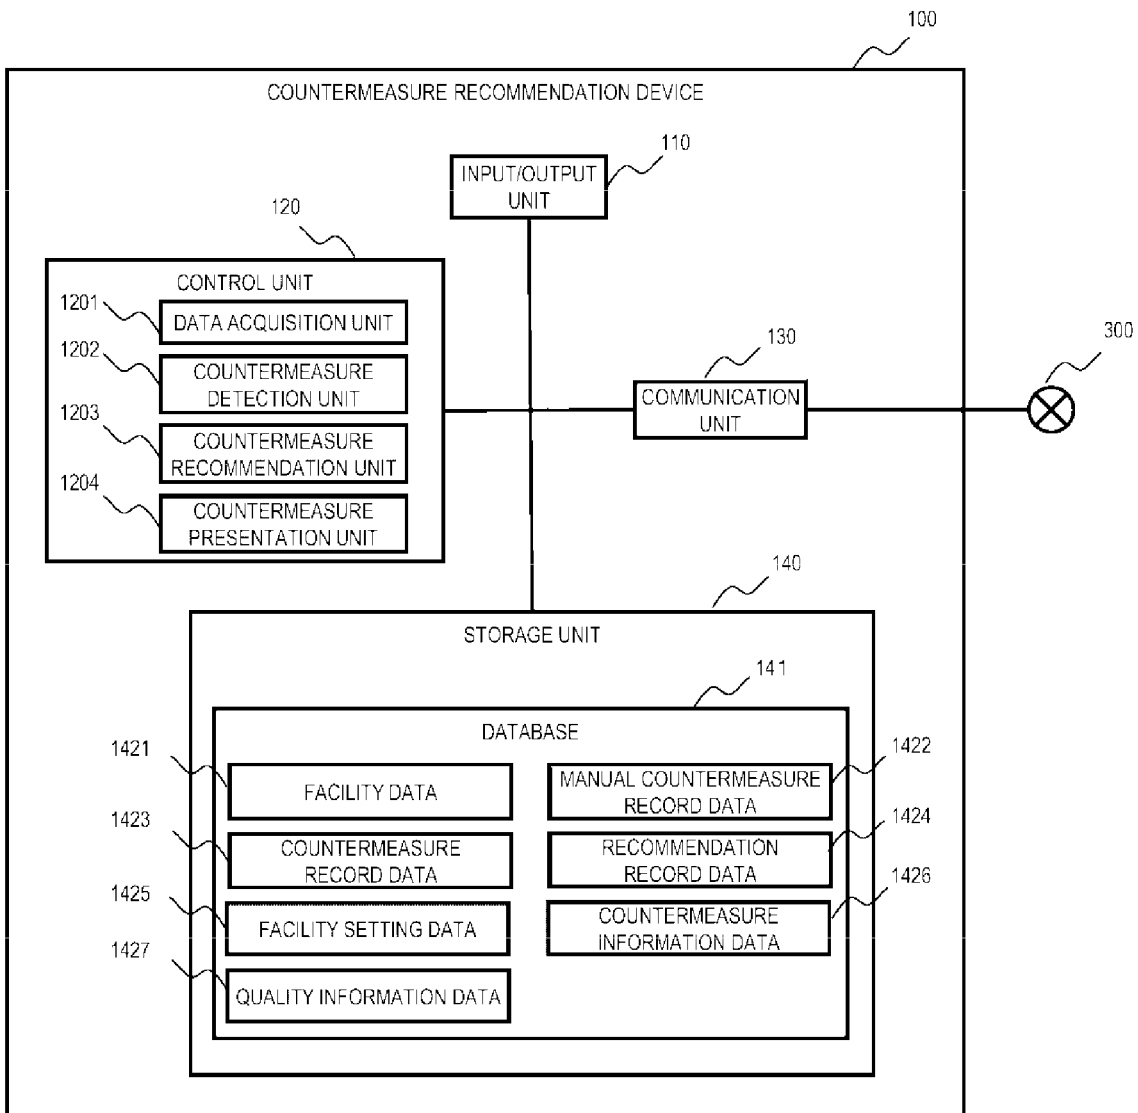 100
COUNTERMEASURE RECOMMENDATION DEVICE
110
INPUT/OUTPUT
UNIT
120
CONTROL UNIT
1201
DATA ACQUISITION UNIT
1202
COUNTERMEASURE
DETECTION UNIT
1203
COUNTERMEASURE
RECOMMENDATION UNIT
1204
COUNTERMEASURE
PRESENTATION UNIT
130
COMMUNICATION
UNIT
300
140
STORAGE UNIT
141
DATABASE
1421
FACILITY DATA
1422
MANUAL COUNTERMEASURE
RECORD DATA
1423
COUNTERMEASURE
RECORD DATA
1424
RECOMMENDATION
RECORD DATA
1425
FACILITY SETTING DATA
1426
COUNTERMEASURE
INFORMATION DATA
1427
QUALITY INFORMATION DATA